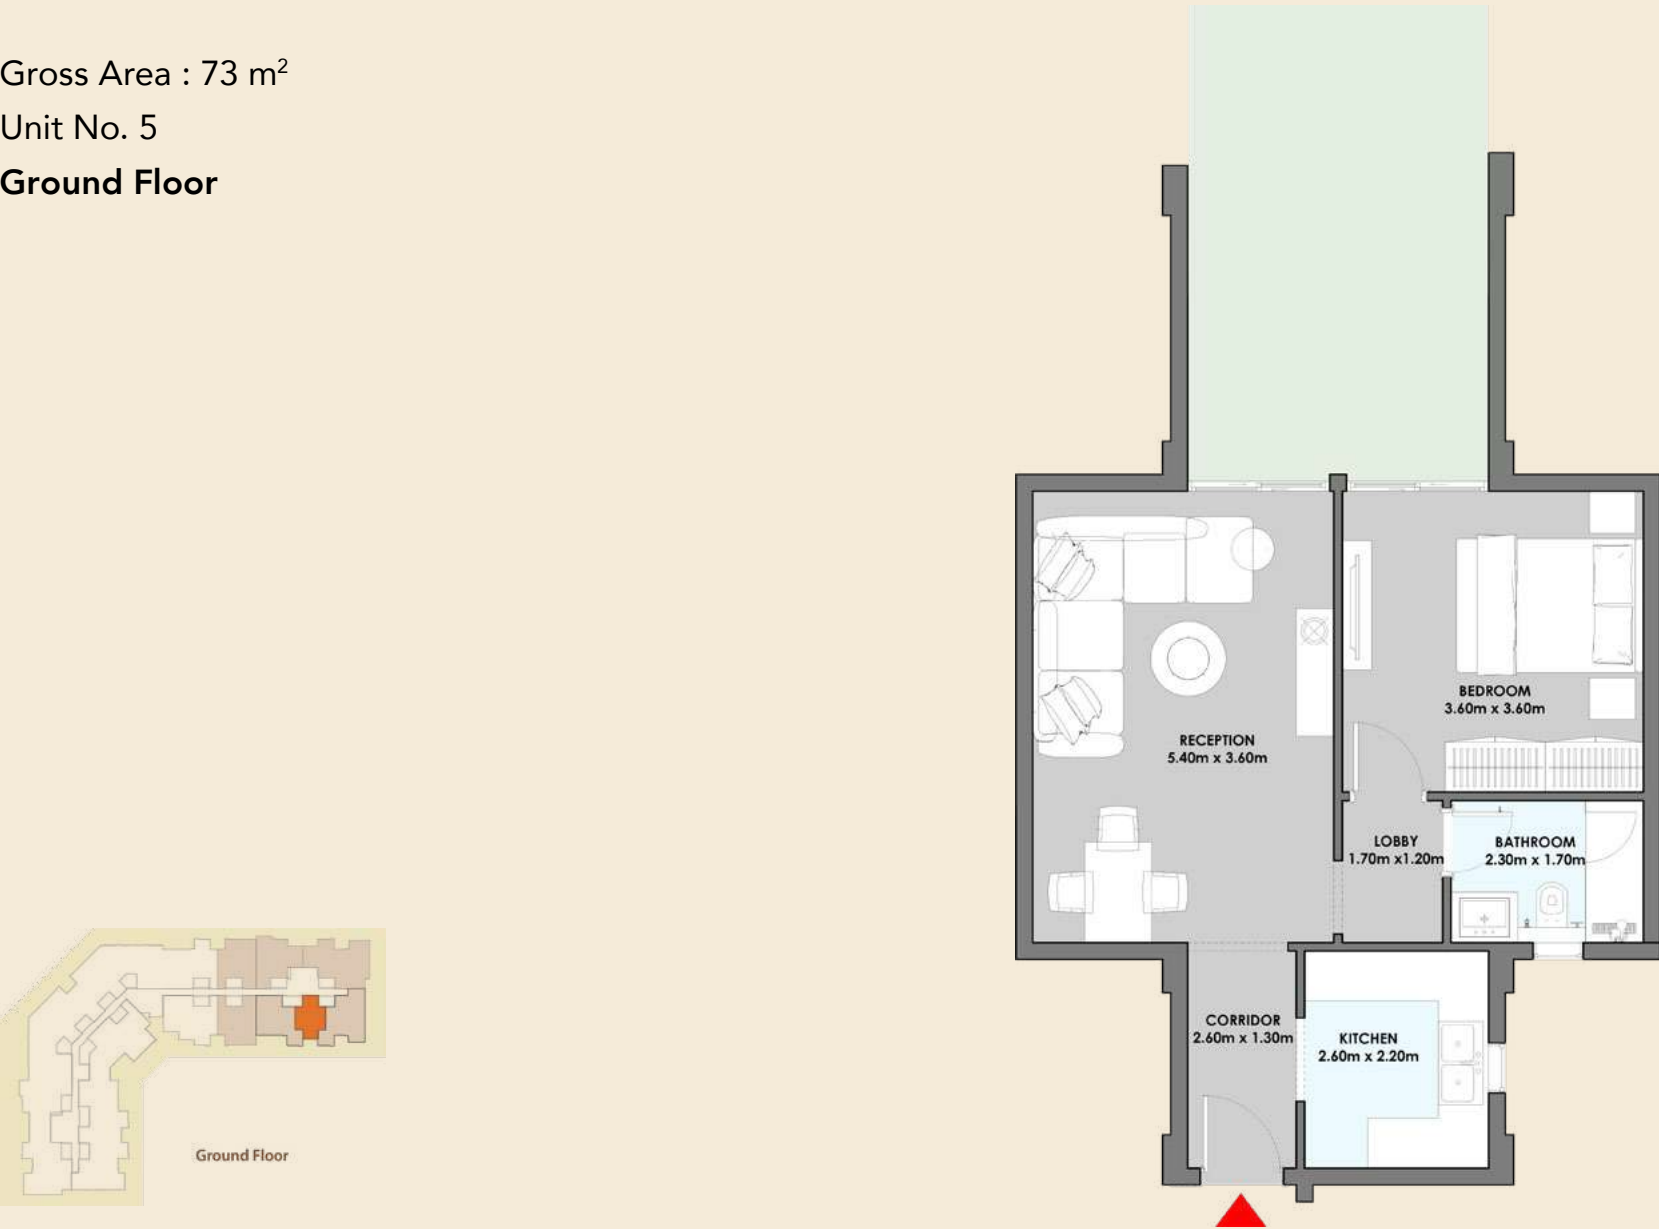 Gross Area : 73 m²
Unit No. 5
Ground Floor
BEDROOM
3.60m x 3.60m
RECEPTION
5.40m x 3.60m
LOBBY
1.70m x1.20m
BATHROOM
2.30m x 1.70m
CORRIDOR
2.60m x 1.30m
KITCHEN
2.60m x 2.20m
Ground Floor